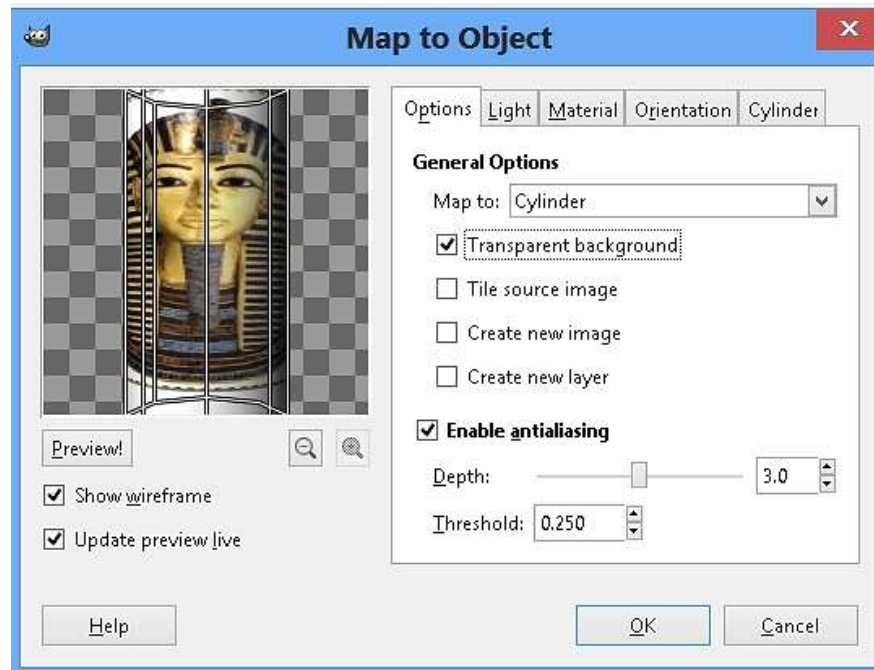 Map to Object
Options Light Material Orientation Cylinder
General Options
Map to: Cylinder
Transparent background
Tile source image
Create new image
Create new layer
Enable antialiasing
Depth: 3.0
Threshold: 0.250
Preview!
Show wireframe
Update preview live
Help OK Cancel